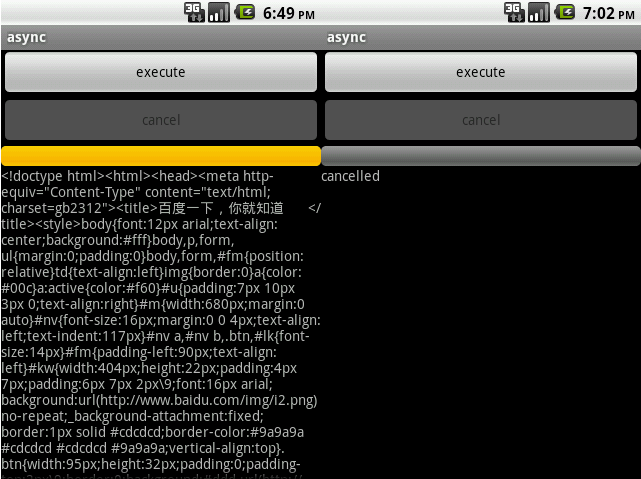 3G 6:49 PM
async
execute
cancel
<!doctype html><html><head><meta http-
equiv="Content-Type" content="text/html;
charset=gb2312"><title>百度一下，你就知道 </
title><style>body{font:12px arial;text-align:
center;background:#fff}body,p,form,
ul{margin:0;padding:0}body,form,#fm{position:
relative}td{text-align:left}img{border:0}a{color:
#00c}a:active{color:#f60}#u{padding:7px 10px
3px 0;text-align:right}#m{width:680px;margin:0
auto}#nv{font-size:16px;margin:0 0 4px;text-align:
left;text-indent:117px}#nv a,#nv b,.btn,#lk{font-
size:14px}#fm{padding-left:90px;text-align:
left}#kw{width:404px;height:22px;padding:4px
7px;padding:6px 7px 2px\9;font:16px arial;
background:url(http://www.baidu.com/img/i2.png)
no-repeat;_background-attachment:fixed;
border:1px solid #cdcdcd;border-color:#9a9a9a
#cdcdcd #cdcdcd #9a9a9a;vertical-align:top}.
btn{width:95px;height:32px;padding:0;padding-
3G 7:02 PM
async
execute
cancel
cancelled